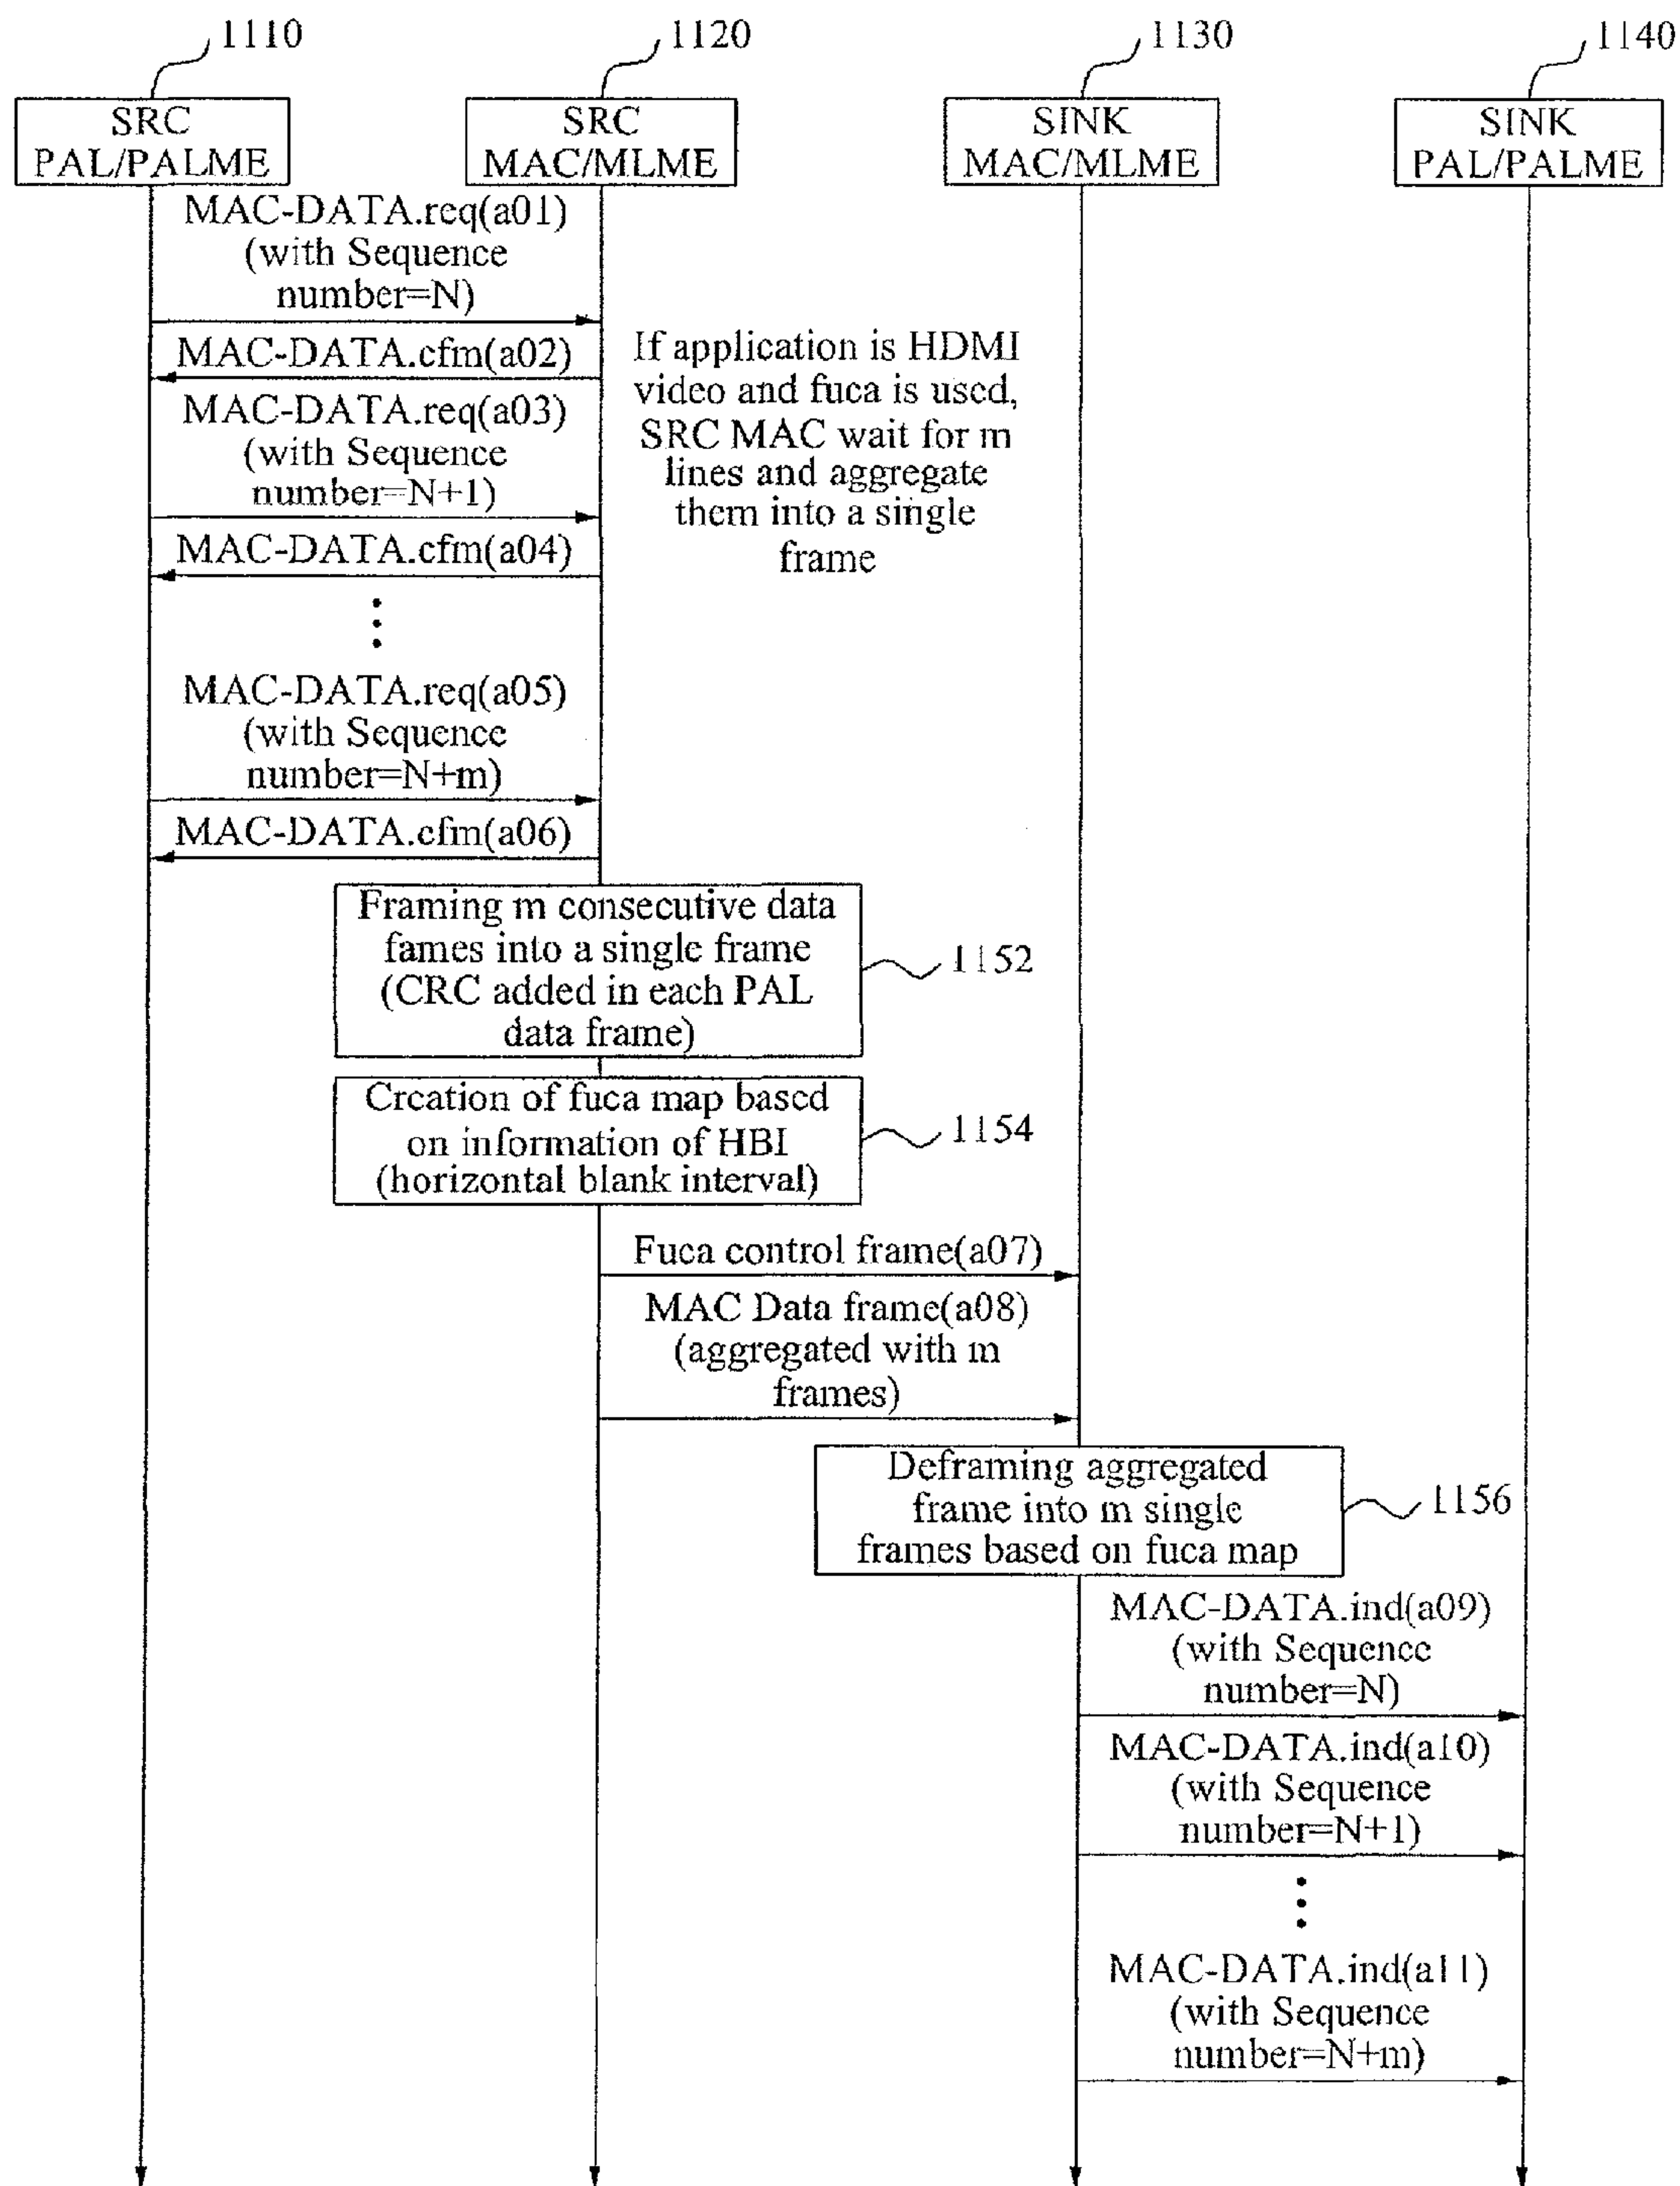 1110
1120
1130
1140
SRC
PAL/PALME
SRC
MAC/MLME
SINK
MAC/MLME
SINK
PAL/PALME
MAC-DATA.req(a01)
(with Sequence
number=N)
MAC-DATA.cfm(a02)
MAC-DATA.req(a03)
(with Sequence
number=N+1)
MAC-DATA.cfm(a04)
If application is HDMI
video and fuca is used,
SRC MAC wait for m
lines and aggregate
them into a single
frame
MAC-DATA.req(a05)
(with Sequence
number=N+m)
MAC-DATA.cfm(a06)
Framing m consecutive data
fames into a single frame
(CRC added in each PAL
data frame)
1152
Creation of fuca map based
on information of HBI
(horizontal blank interval)
1154
Fuca control frame(a07)
MAC Data frame(a08)
(aggregated with m
frames)
Deframing aggregated
frame into m single
frames based on fuca map
1156
MAC-DATA.ind(a09)
(with Sequence
number=N)
MAC-DATA.ind(a10)
(with Sequence
number=N+1)
MAC-DATA.ind(a11)
(with Sequence
number=N+m)